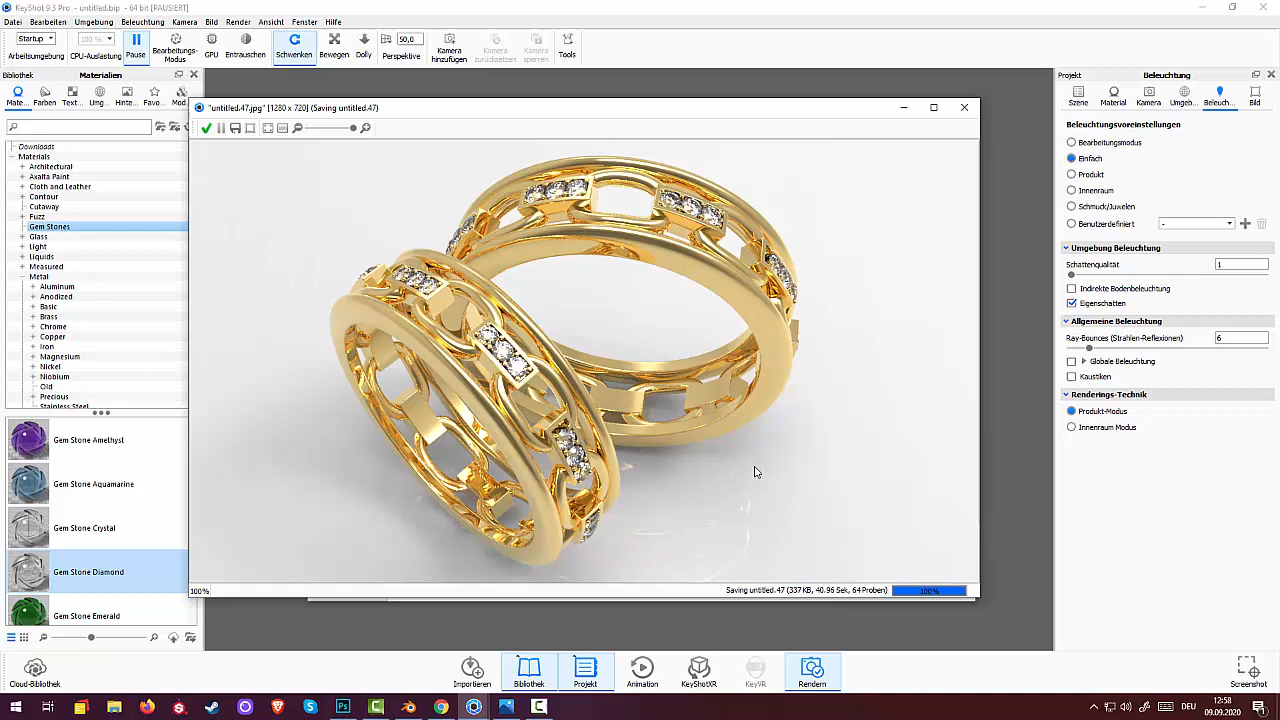 KeyShot 9.3 Pro - untitled.bip - 64 bit [PAUSIERT]
Datei Bearbeiten Umgebung Beleuchtung Kamera Bild Render Ansicht Fenster Hilfe
Startup
100 %
50,0
Arbeitsumgebung CPU-Auslastung Pause Bearbeitungs-Modus GPU Entrauschen Schwenken Bewegen Dolly Perspektive Kamera hinzufügen Kamera zurücksetzen Kamera sperren Tools
Bibliothek Materialien
Mate... Farben Text... Umg... Hinte... Favo... Mod
Downloads
Materials
Architectural
Axalta Paint
Cloth and Leather
Contour
Cutaway
Fuzz
Gem Stones
Glass
Light
Liquids
Measured
Metal
Aluminum
Anodized
Basic
Brass
Chrome
Copper
Iron
Magnesium
Nickel
Niobium
Old
Precious
Stainless Steel
Gem Stone Amethyst
Gem Stone Aquamarine
Gem Stone Crystal
Gem Stone Diamond
Gem Stone Emerald
"untitled.47.jpg" [1280 x 720] (Saving untitled.47)
100%
Saving untitled.47 (337 KB, 40.96 Sek, 64 Proben)
100%
Projekt Beleuchtung
Szene Material Kamera Umgeb... Beleuch... Bild
Beleuchtungsvoreinstellungen
Bearbeitungsmodus
Einfach
Produkt
Innenraum
Schmuck/Juwelen
Benutzerdefiniert -
Umgebung Beleuchtung
Schattenqualität 1
Indirekte Bodenbeleuchtung
Eigenschatten
Allgemeine Beleuchtung
Ray-Bounces (Strahlen-Reflexionen) 6
Globale Beleuchtung
Kaustiken
Renderings-Technik
Produkt-Modus
Innenraum Modus
Cloud-Bibliothek Importieren Bibliothek Projekt Animation KeyShotXR KeyVR Rendern Screenshot
DEU
12:58
09.09.2020